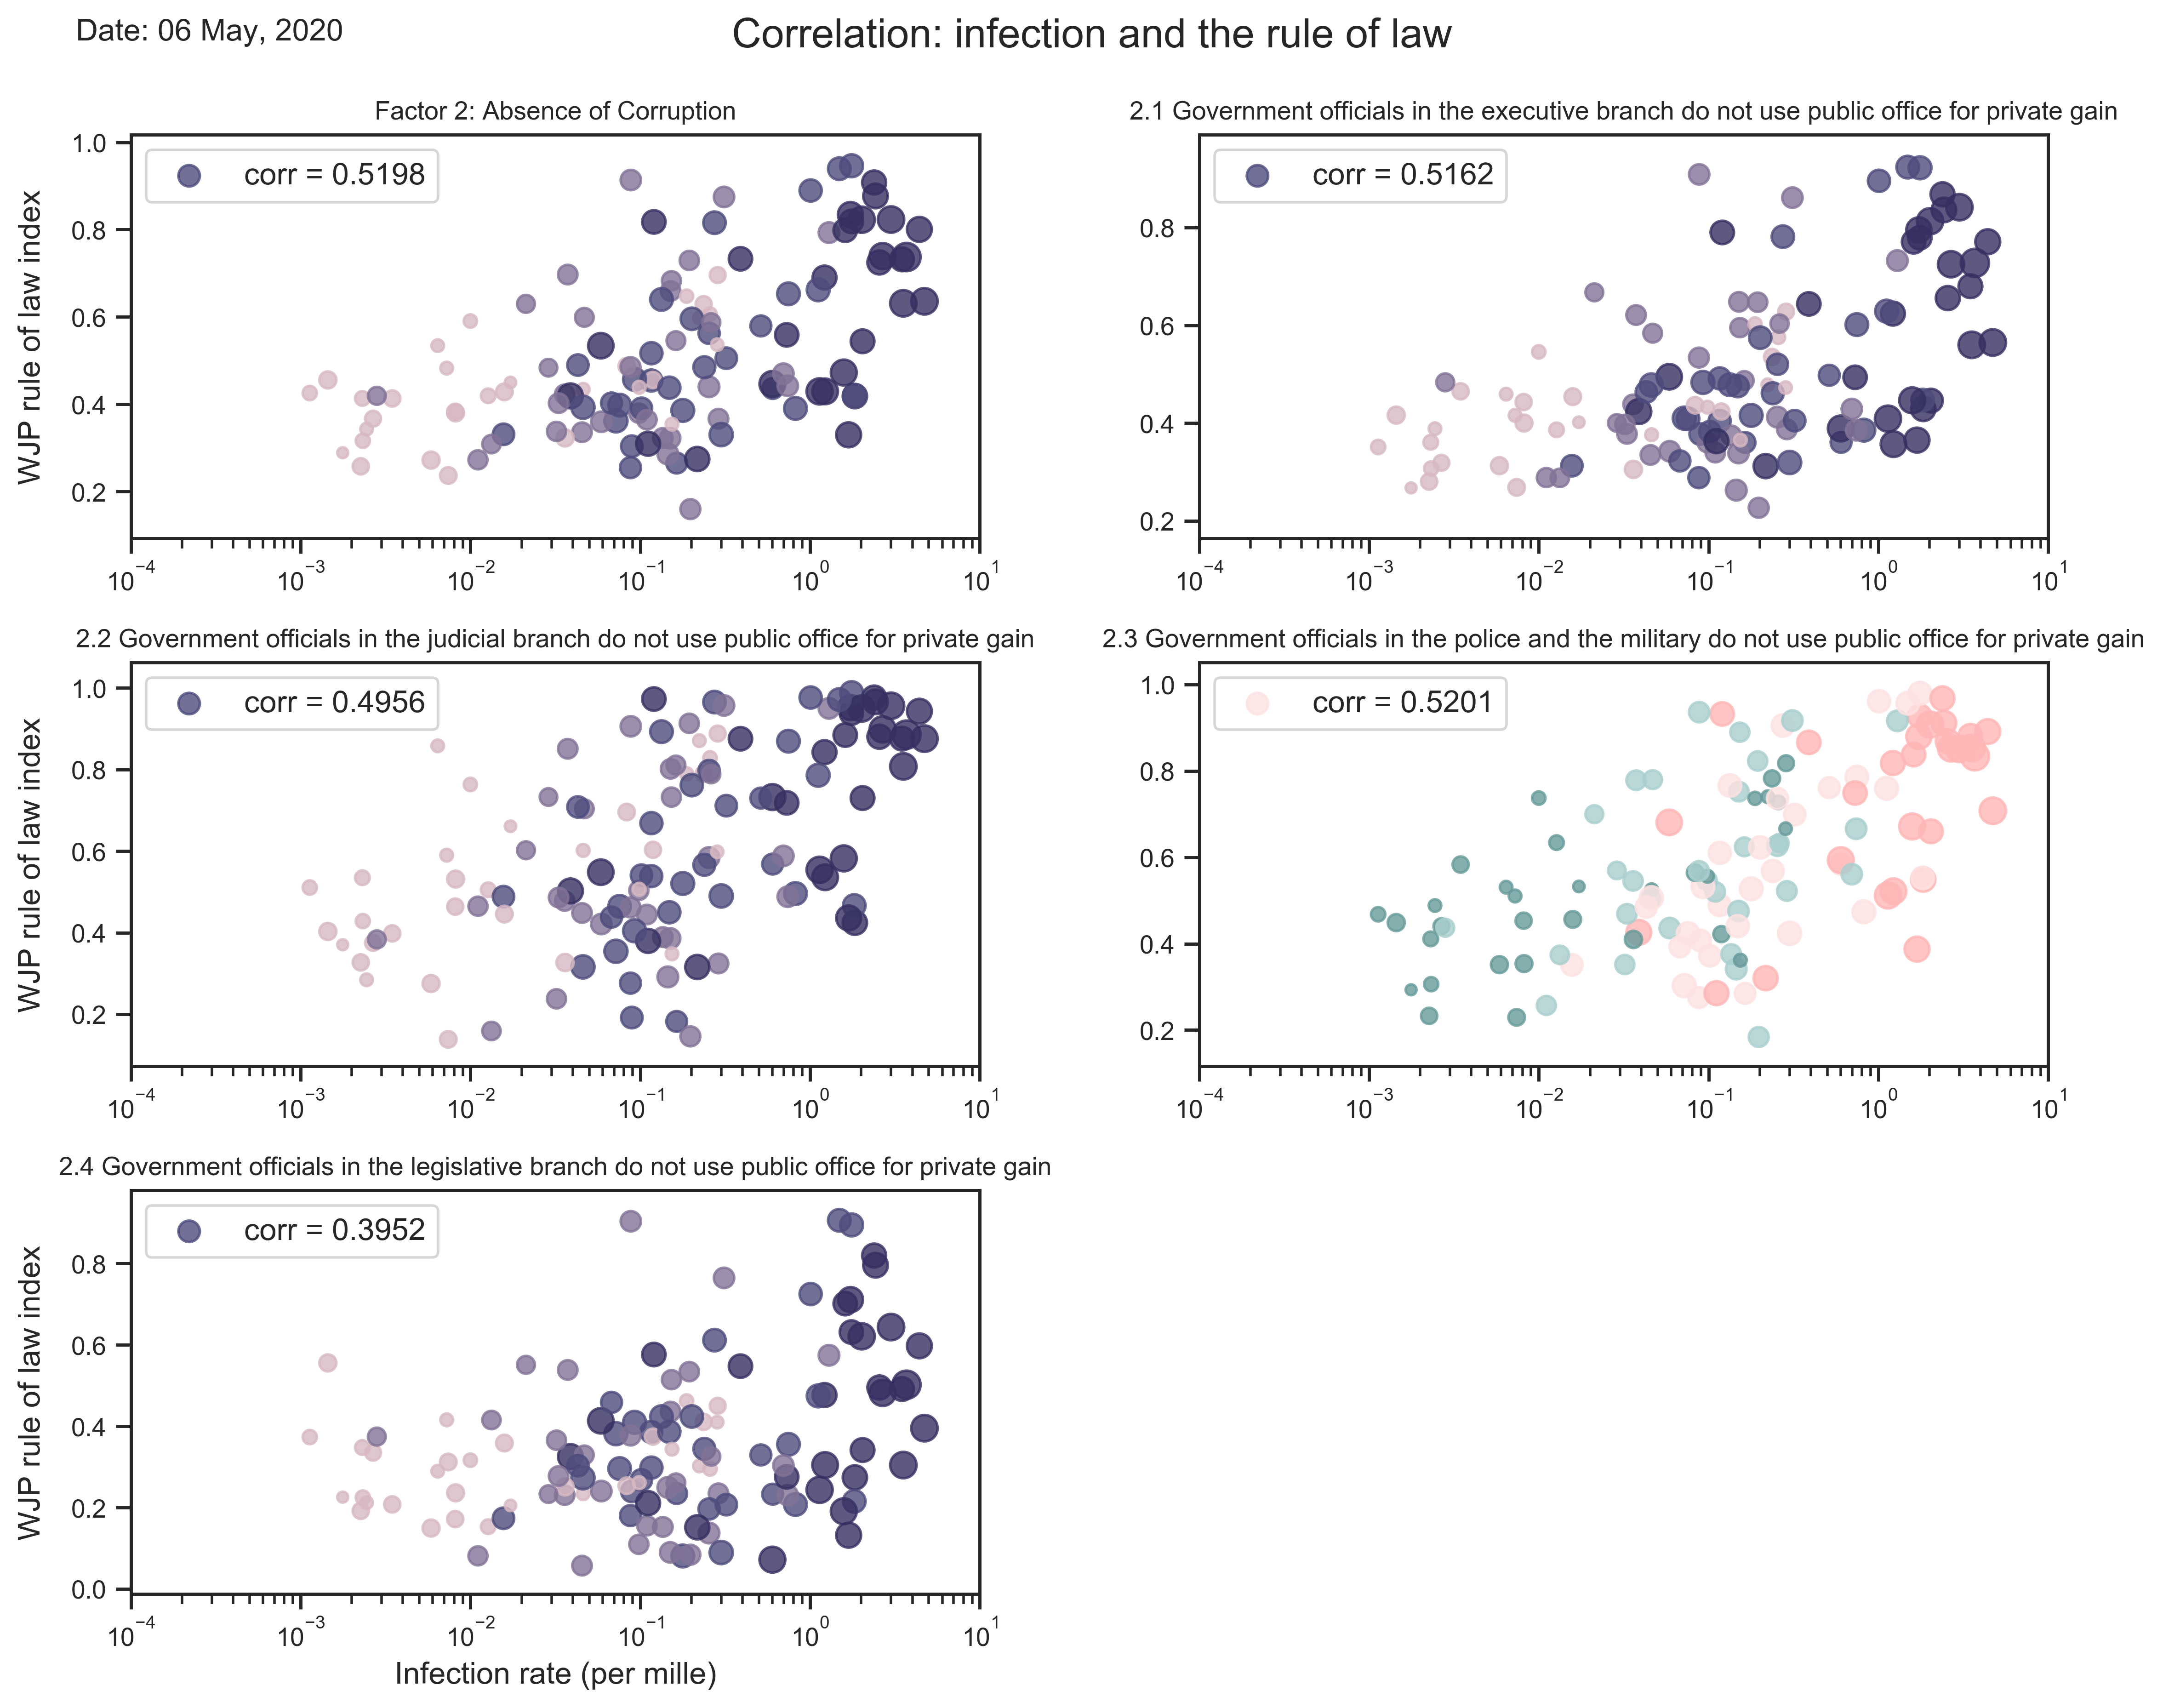 Date: 06 May, 2020
Correlation: infection and the rule of law
Factor 2: Absence of Corruption
corr = 0.5198
WJP rule of law index
1.0
0.8
0.6
0.4
0.2
10⁻⁴ 10⁻³ 10⁻² 10⁻¹ 10⁰ 10¹
2.1 Government officials in the executive branch do not use public office for private gain
corr = 0.5162
0.8
0.6
0.4
0.2
10⁻⁴ 10⁻³ 10⁻² 10⁻¹ 10⁰ 10¹
2.2 Government officials in the judicial branch do not use public office for private gain
corr = 0.4956
WJP rule of law index
1.0
0.8
0.6
0.4
0.2
10⁻⁴ 10⁻³ 10⁻² 10⁻¹ 10⁰ 10¹
2.3 Government officials in the police and the military do not use public office for private gain
corr = 0.5201
1.0
0.8
0.6
0.4
0.2
10⁻⁴ 10⁻³ 10⁻² 10⁻¹ 10⁰ 10¹
2.4 Government officials in the legislative branch do not use public office for private gain
corr = 0.3952
WJP rule of law index
0.8
0.6
0.4
0.2
0.0
10⁻⁴ 10⁻³ 10⁻² 10⁻¹ 10⁰ 10¹
Infection rate (per mille)